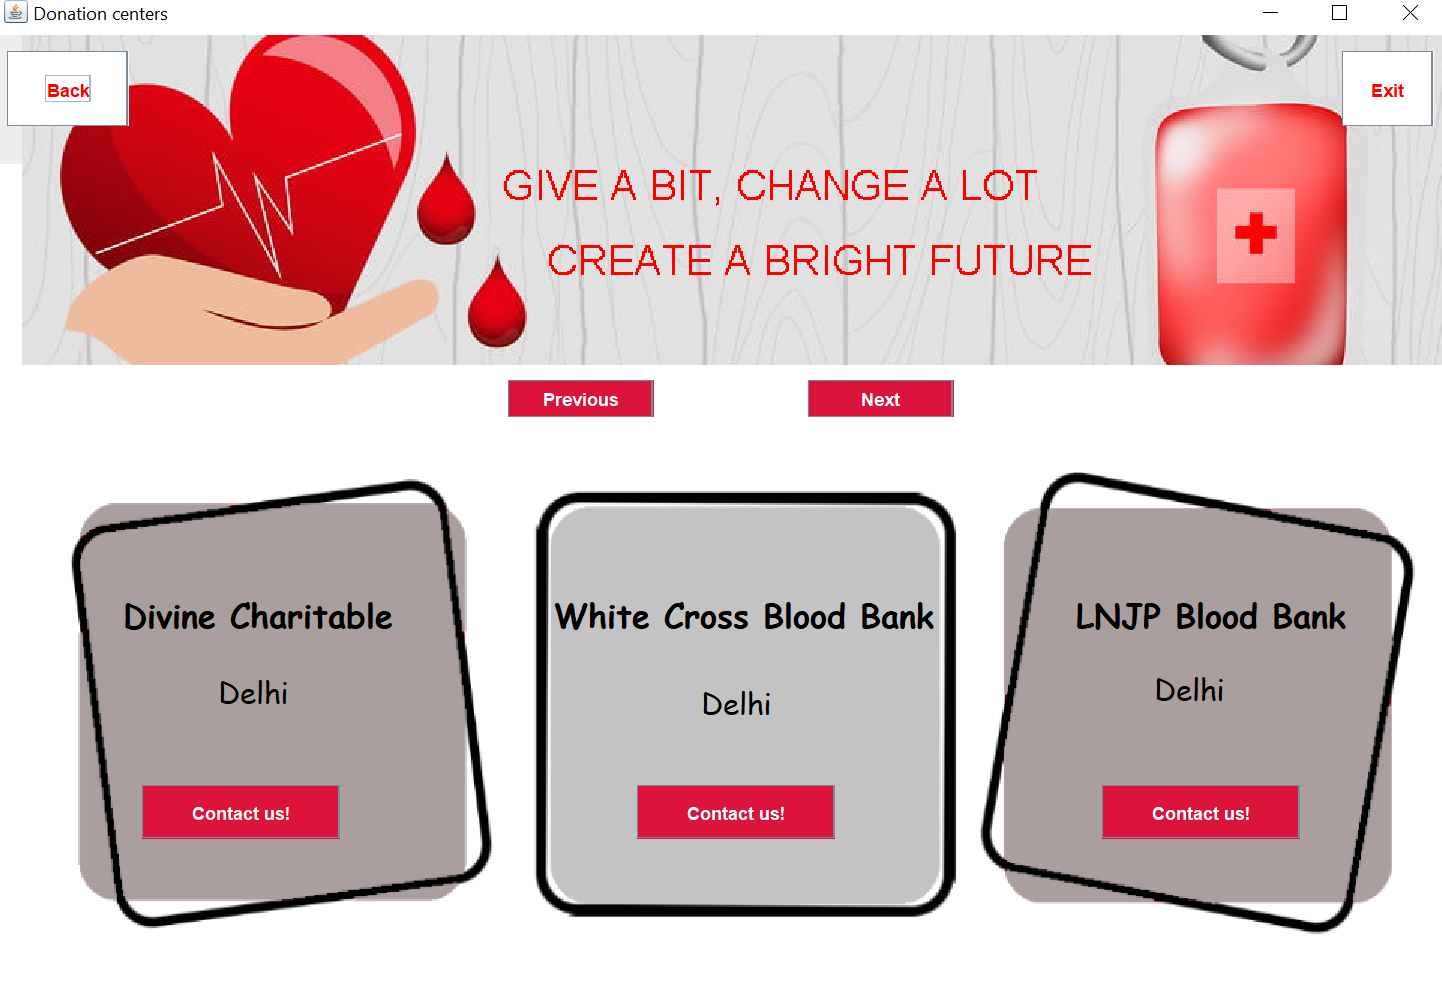 Donation centers
Back
Exit
GIVE A BIT, CHANGE A LOT
CREATE A BRIGHT FUTURE
Previous
Next
Divine Charitable
Delhi
Contact us!
White Cross Blood Bank
Delhi
Contact us!
LNJP Blood Bank
Delhi
Contact us!